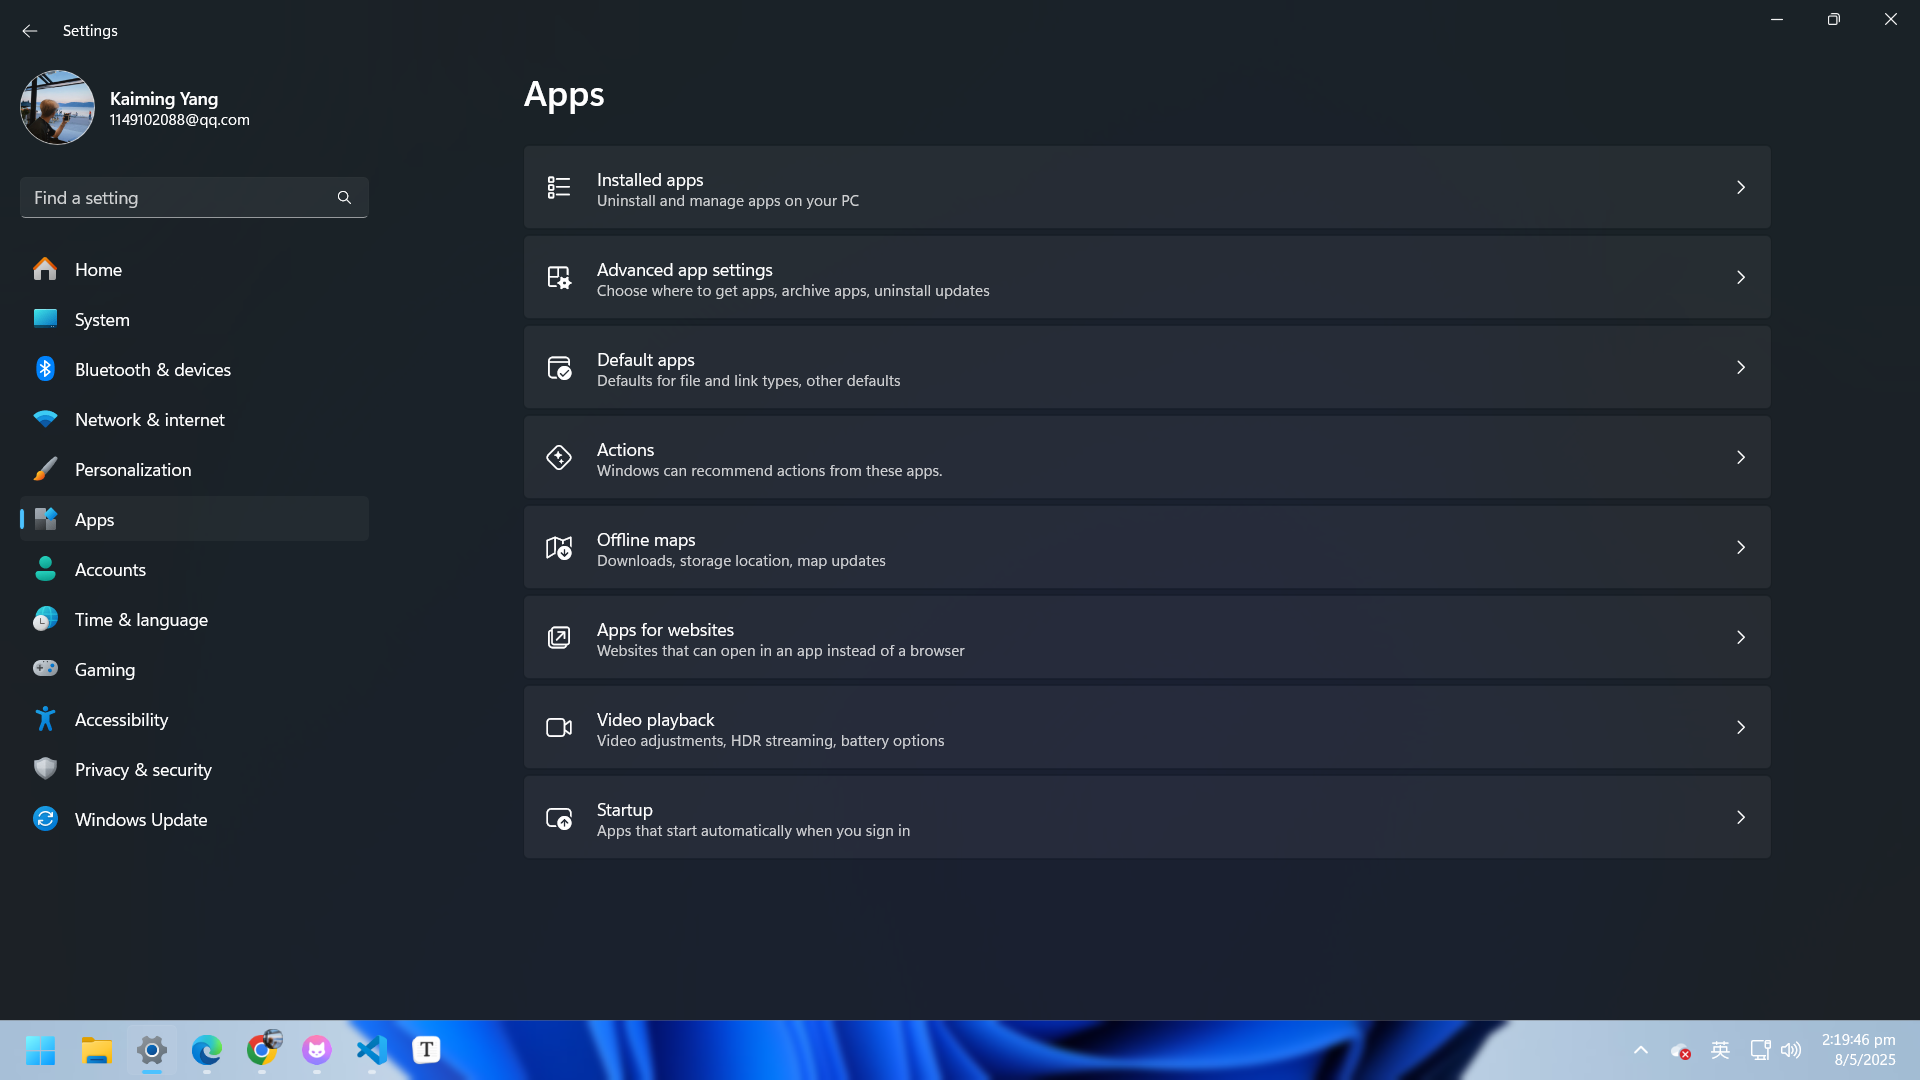 Settings
Kaiming Yang
1149102088@qq.com
Find a setting
Home
System
Bluetooth & devices
Network & internet
Personalization
Apps
Accounts
Time & language
Gaming
Accessibility
Privacy & security
Windows Update
Apps
Installed apps
Uninstall and manage apps on your PC
Advanced app settings
Choose where to get apps, archive apps, uninstall updates
Default apps
Defaults for file and link types, other defaults
Actions
Windows can recommend actions from these apps.
Offline maps
Downloads, storage location, map updates
Apps for websites
Websites that can open in an app instead of a browser
Video playback
Video adjustments, HDR streaming, battery options
Startup
Apps that start automatically when you sign in
T
英
2:19:46 pm
8/5/2025